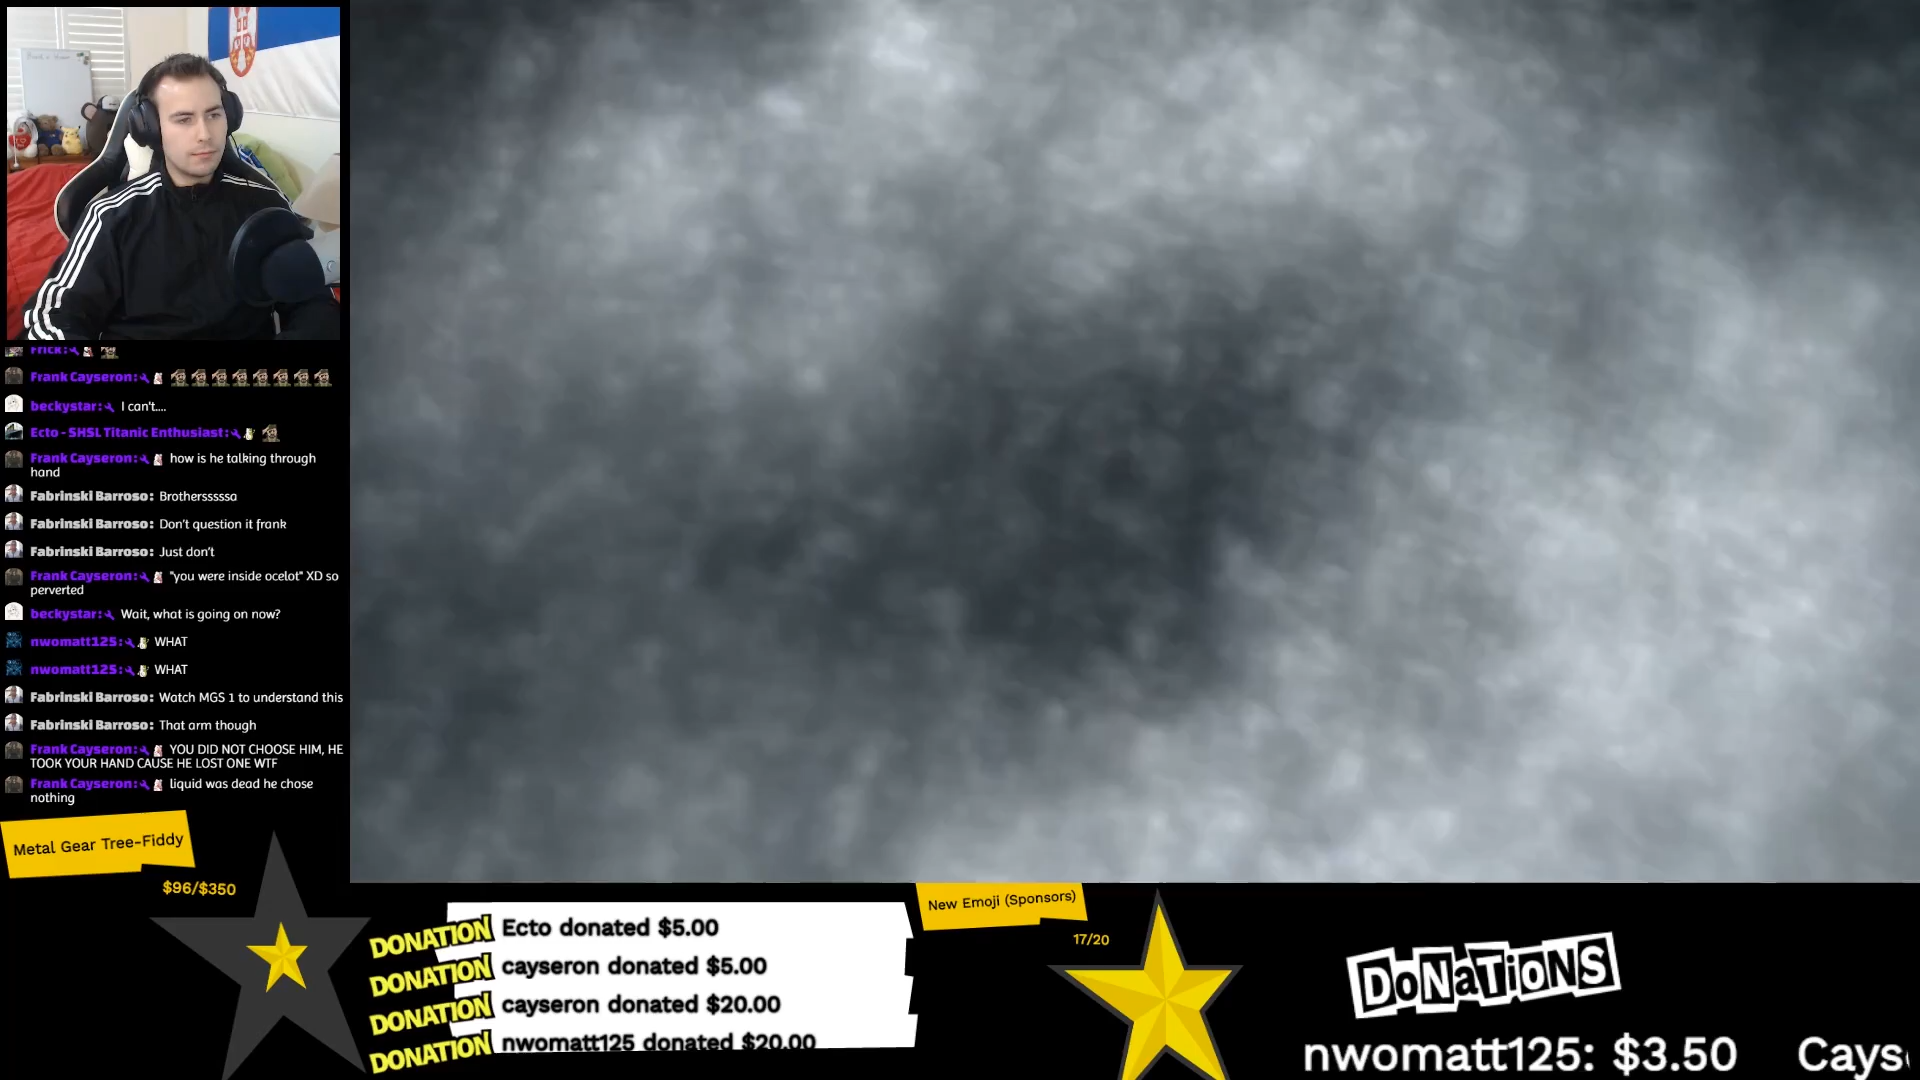 Frick:
Frank Cayseron:
beckystar: I can't....
Ecto - SHSL Titanic Enthusiast:
Frank Cayseron: how is he talking through
hand
Fabrinski Barroso: Brothersssssa
Fabrinski Barroso: Don't question it frank
Fabrinski Barroso: Just don't
Frank Cayseron: "you were inside ocelot" XD so
perverted
beckystar: Wait, what is going on now?
nwomatt125: WHAT
nwomatt125: WHAT
Fabrinski Barroso: Watch MGS 1 to understand this
Fabrinski Barroso: That arm though
Frank Cayseron: YOU DID NOT CHOOSE HIM, HE
TOOK YOUR HAND CAUSE HE LOST ONE WTF
Frank Cayseron: liquid was dead he chose
nothing
Metal Gear Tree-Fiddy
$96/$350
DONATION Ecto donated $5.00
DONATION cayseron donated $5.00
DONATION cayseron donated $20.00
DONATION nwomatt125 donated $20.00
New Emoji (Sponsors)
17/20
DoNaTioNS
nwomatt125: $3.50 Cays